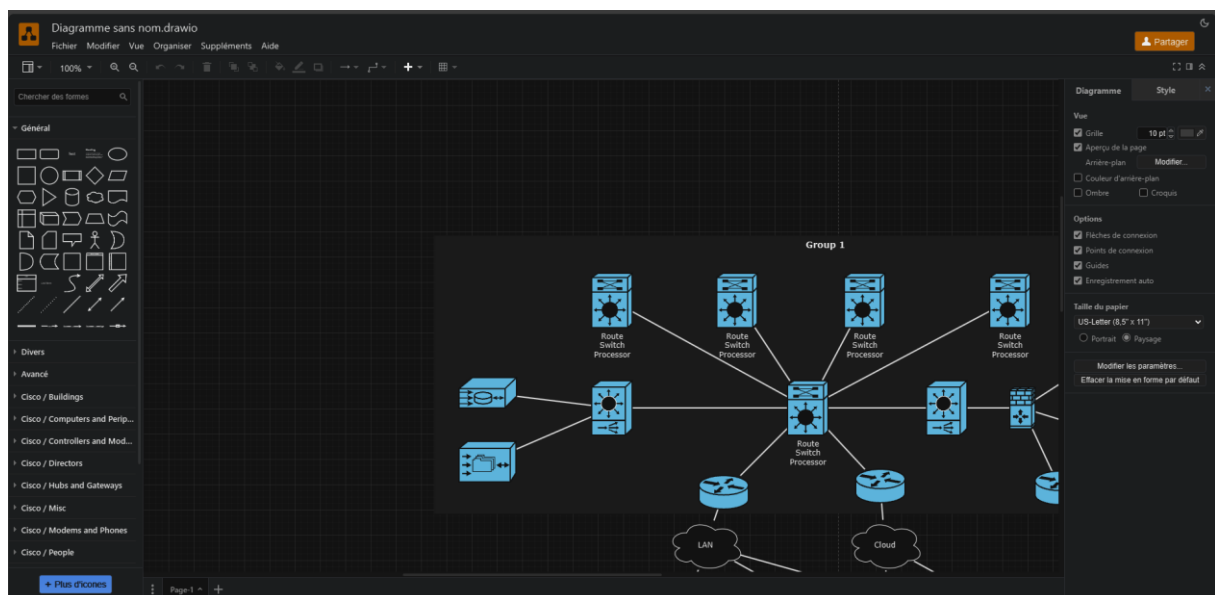 Diagramme sans nom.drawio
Fichier Modifier Vue Organiser Suppléments Aide
Partager
100%
Chercher des formes
Général
Divers
Avancé
Cisco / Buildings
Cisco / Computers and Perip...
Cisco / Controllers and Mod...
Cisco / Directors
Cisco / Hubs and Gateways
Cisco / Misc
Cisco / Modems and Phones
Cisco / People
+ Plus d'icones
Group 1
Route
Switch
Processor
Route
Switch
Processor
Route
Switch
Processor
Route
Switch
Processor
Route
Switch
Processor
LAN
Cloud
Page-1
Diagramme Style
Vue
Grille 10 pt
Aperçu de la page
Arrière-plan Modifier...
Couleur d'arrière-plan
Ombre Croquis
Options
Flèches de connexion
Points de connexion
Guides
Enregistrement auto
Taille du papier
US-Letter (8,5" x 11")
Portrait Paysage
Modifier les paramètres...
Effacer la mise en forme par défaut